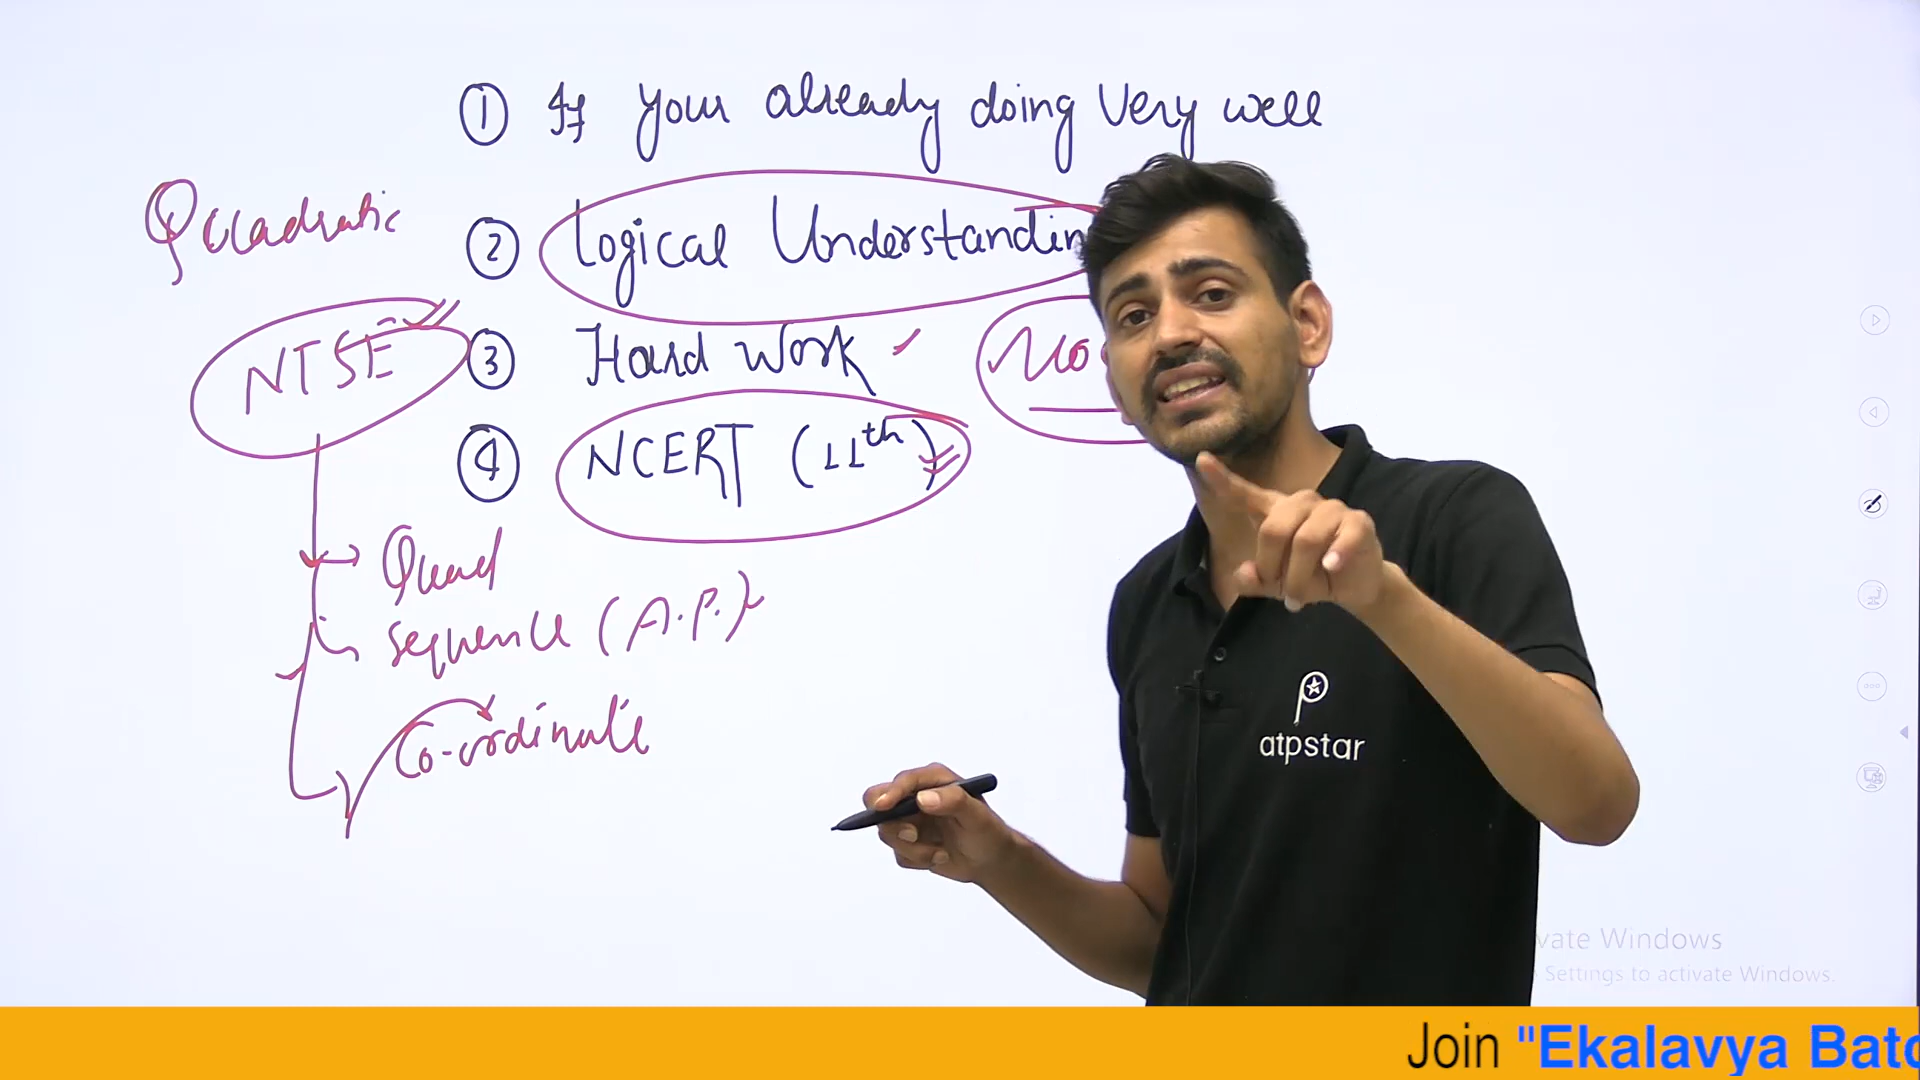 ① If your already doing Very well
Quadratic
② Logical Understandin
NTSE
③ Hard Work
④ NCERT (11th)
Quad
sequence (A.P.)
Co-ordinate
atpstar
vate Windows
Settings to activate Windows.
Join "Ekalavya Batc